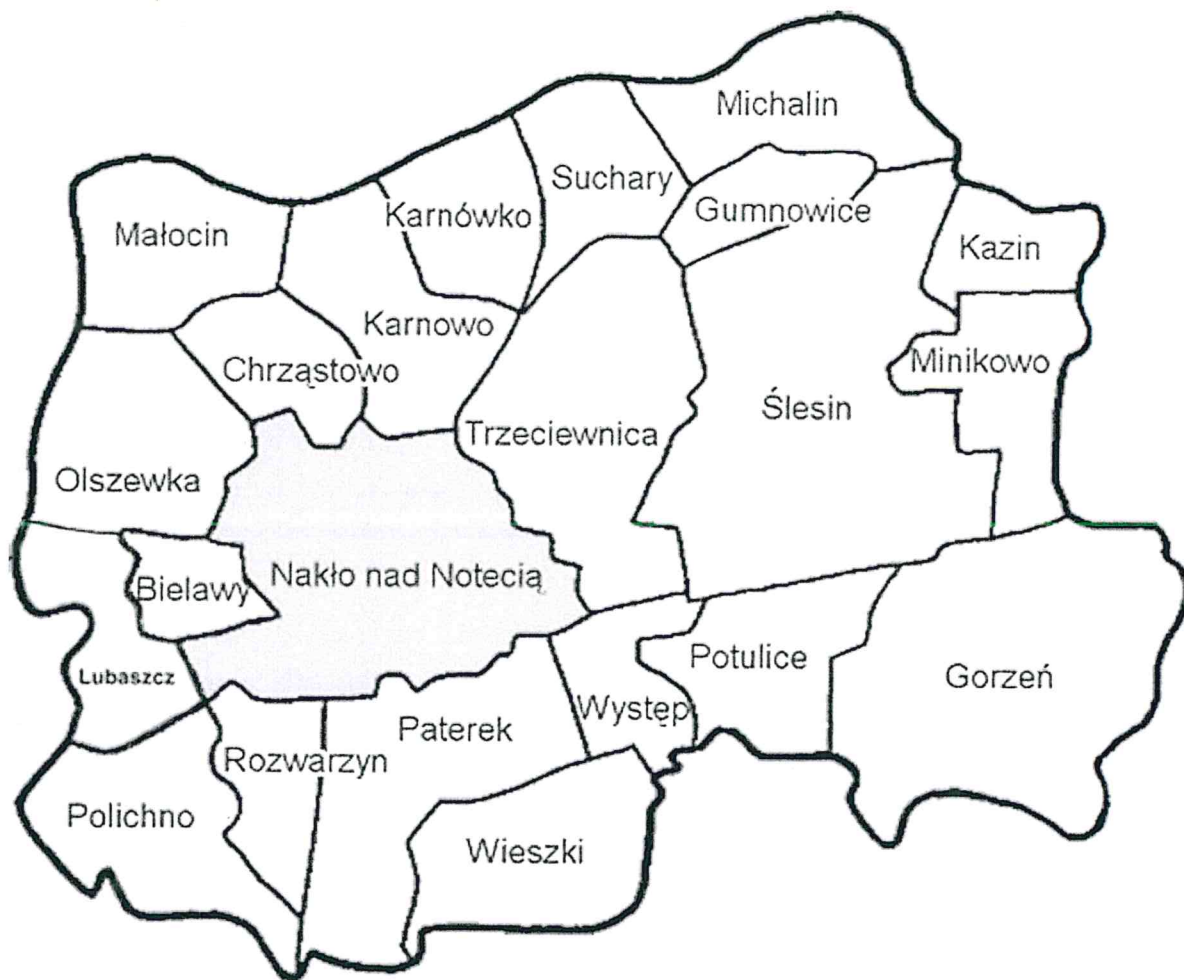 Michalin
Suchary
Karnówko
Gumnowice
Małocin
Kazin
Karnowo
Chrząstowo
Minikowo
Ślesin
Trzeciewnica
Olszewka
Nakło nad Notecią
Bielawy
Potulice
Lubaszcz
Gorzeń
Występ
Paterek
Rozwarzyn
Polichno
Wieszki